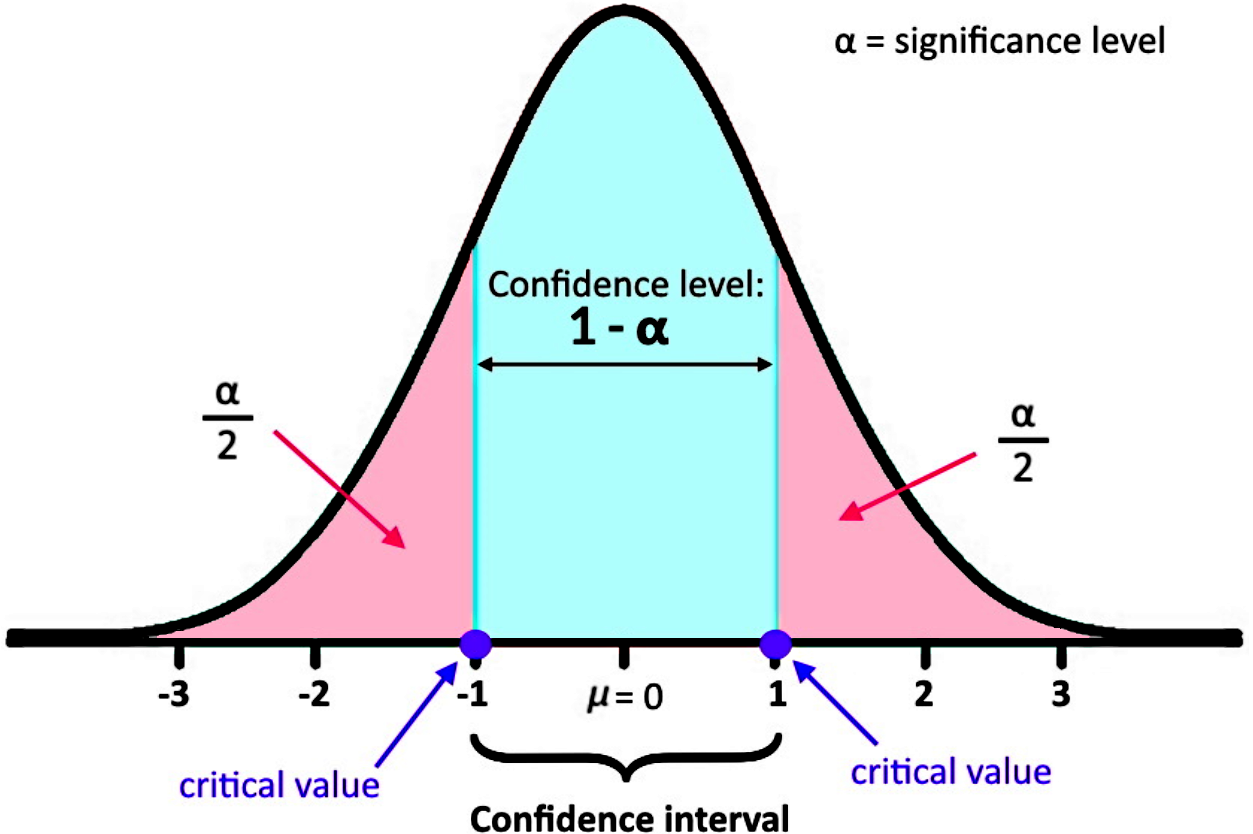 α = significance level
Confidence level:
1 - α
α
2
α
2
-3 -2 -1 μ = 0 1 2 3
critical value
critical value
Confidence interval